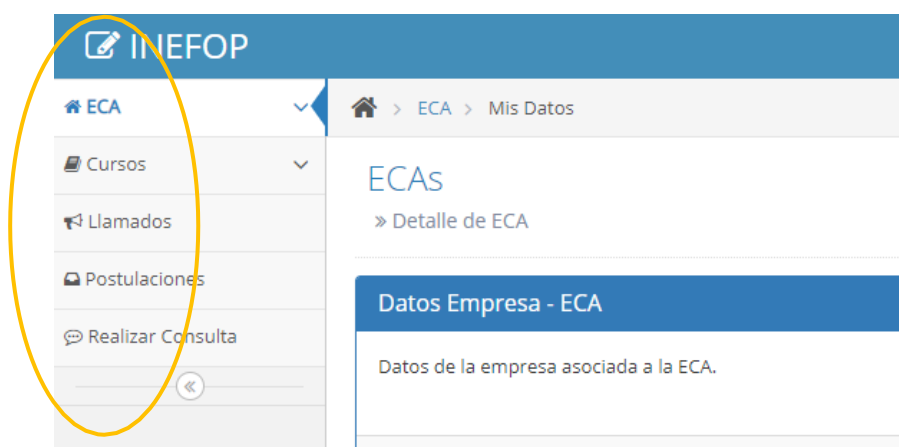 INEFOP
ECA
Cursos
Llamados
Postulaciones
Realizar Consulta
ECA > Mis Datos
ECAs
» Detalle de ECA
Datos Empresa - ECA
Datos de la empresa asociada a la ECA.